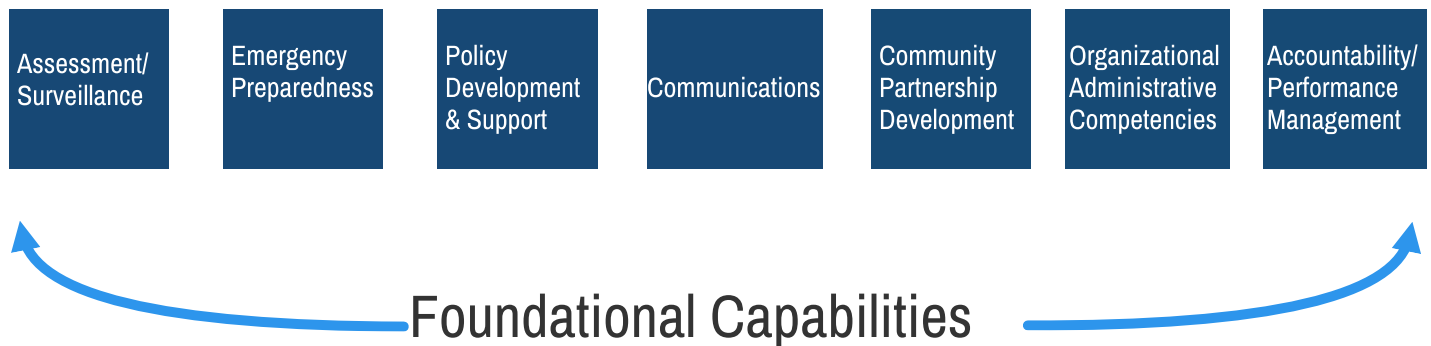 Assessment/
Surveillance
Emergency
Preparedness
Policy
Development
& Support
Communications
Community
Partnership
Development
Organizational
Administrative
Competencies
Accountability/
Performance
Management
Foundational Capabilities